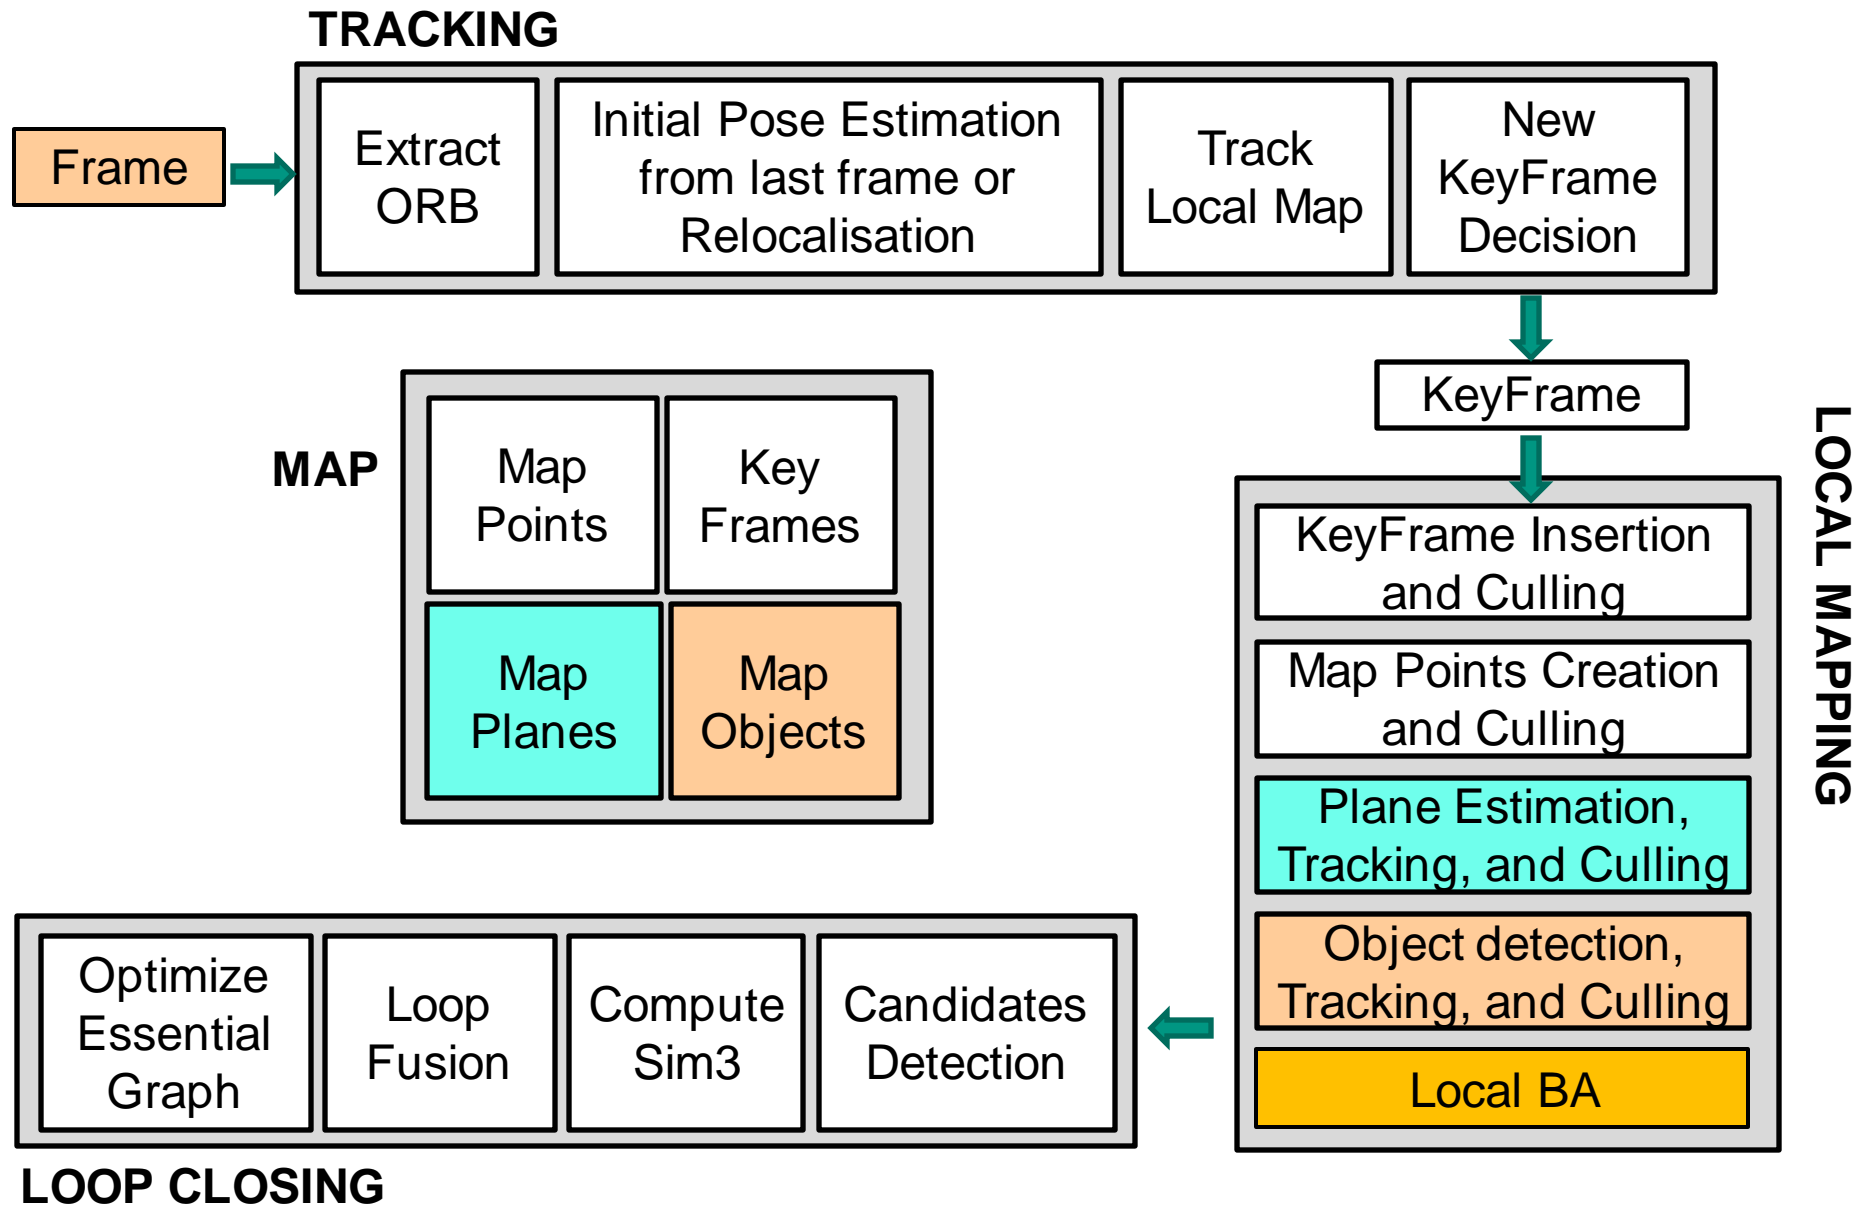 TRACKING
Frame
Extract
ORB
Initial Pose Estimation
from last frame or
Relocalisation
Track
Local Map
New
KeyFrame
Decision
KeyFrame
MAP
Map
Points
Key
Frames
Map
Planes
Map
Objects
LOCAL MAPPING
KeyFrame Insertion
and Culling
Map Points Creation
and Culling
Plane Estimation,
Tracking, and Culling
Object detection,
Tracking, and Culling
Local BA
Optimize
Essential
Graph
Loop
Fusion
Compute
Sim3
Candidates
Detection
LOOP CLOSING